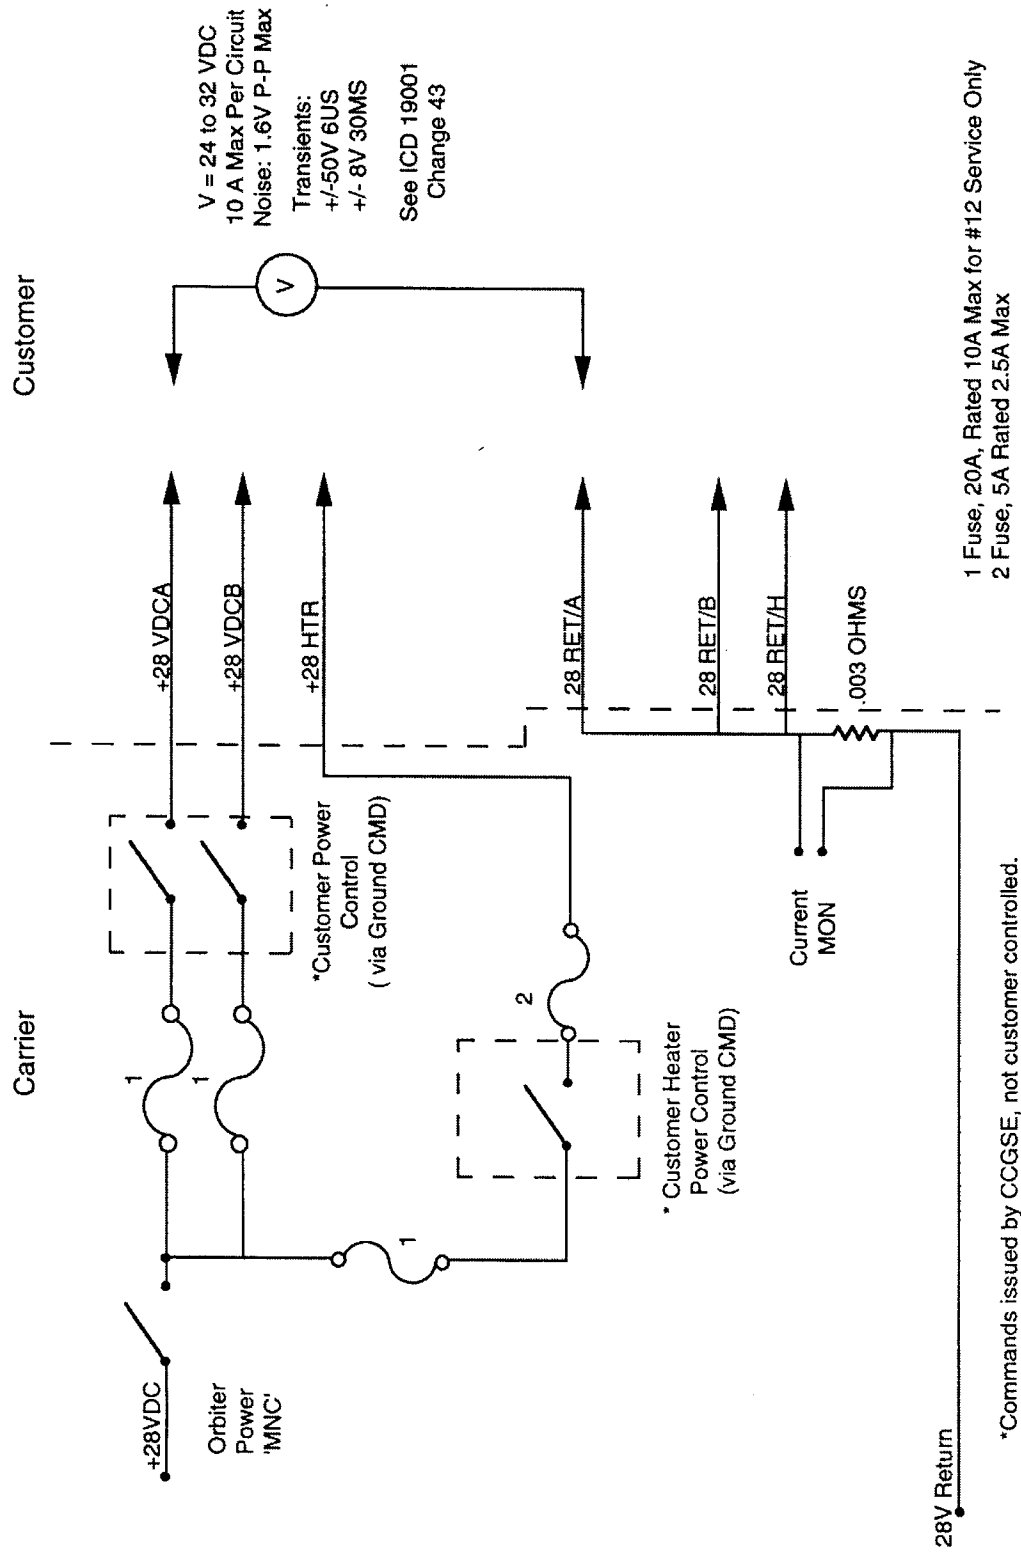 Carrier
Customer
+28VDC
Orbiter
Power
'MNC'
1
1
1
2
*Customer Power
Control
( via Ground CMD)
* Customer Heater
Power Control
(via Ground CMD)
+28 VDCA
+28 VDCB
+28 HTR
28 RET/A
28 RET/B
28 RET/H
.003 OHMS
Current
MON
28V Return
V
V = 24 to 32 VDC
10 A Max Per Circuit
Noise: 1.6V P-P Max
Transients:
+/-50V 6US
+/- 8V 30MS
See ICD 19001
Change 43
1 Fuse, 20A, Rated 10A Max for #12 Service Only
2 Fuse, 5A Rated 2.5A Max
*Commands issued by CCGSE, not customer controlled.